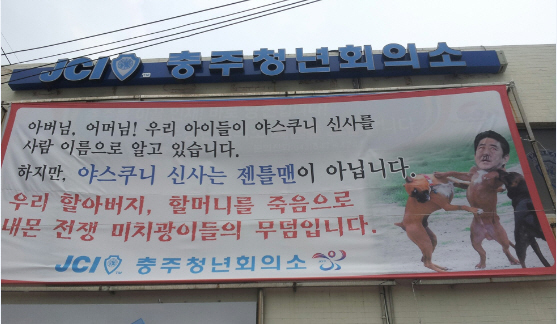 JCI 충주청년회의소
아버님, 어머님! 우리 아이들이 야스쿠니 신사를
사람 이름으로 알고 있습니다.
하지만, 야스쿠니 신사는 젠틀맨이 아닙니다.
우리 할아버지, 할머니를 죽음으로
내몬 전쟁 미치광이들의 무덤입니다.
JCI 충주청년회의소